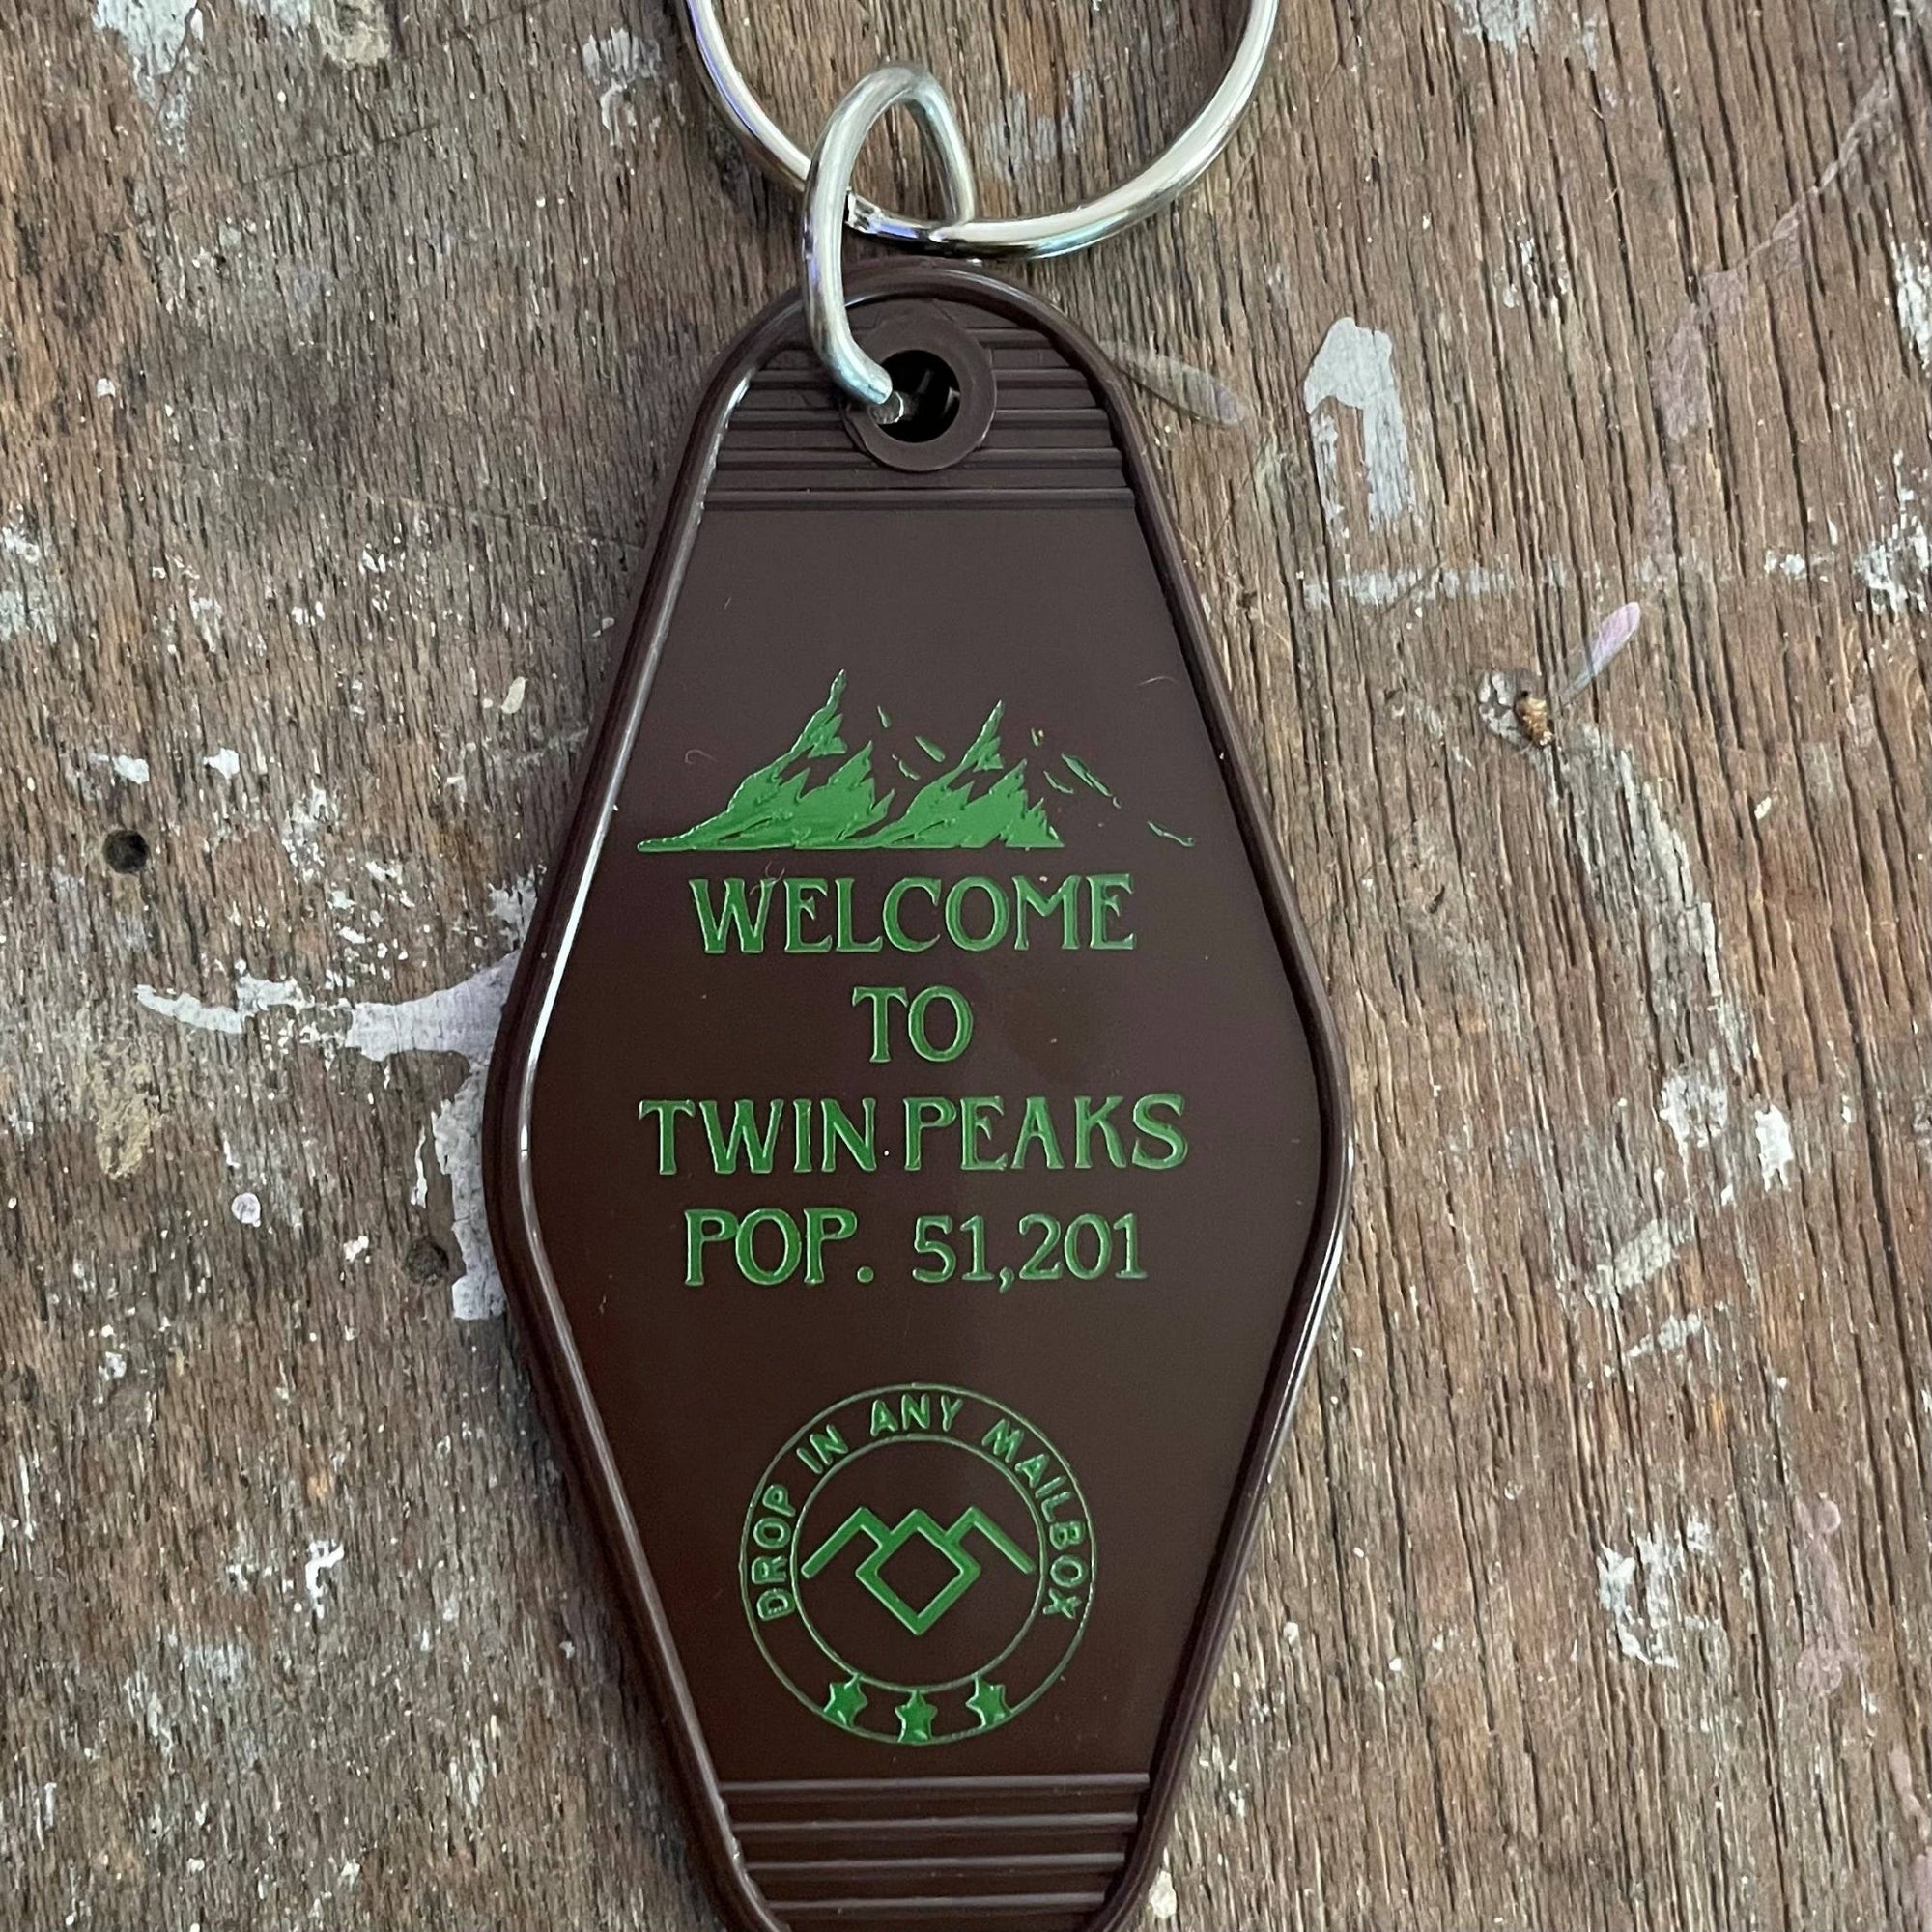 WELCOME
TO
TWIN PEAKS
POP. 51,201
DROP IN ANY MAILBOX